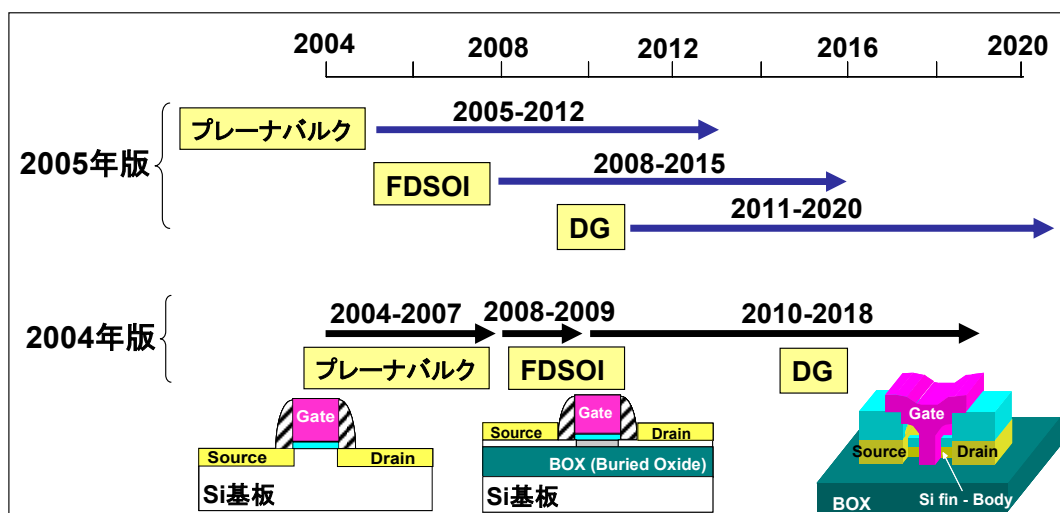 2004 2008 2012 2016 2020
2005年版
プレーナバルク
2005-2012
FDSOI
2008-2015
DG
2011-2020
2004年版
2004-2007
2008-2009
2010-2018
プレーナバルク
FDSOI
DG
Gate
Source
Drain
Si基板
Gate
Source
Drain
BOX (Buried Oxide)
Si基板
Gate
Source
Drain
BOX
Si fin - Body